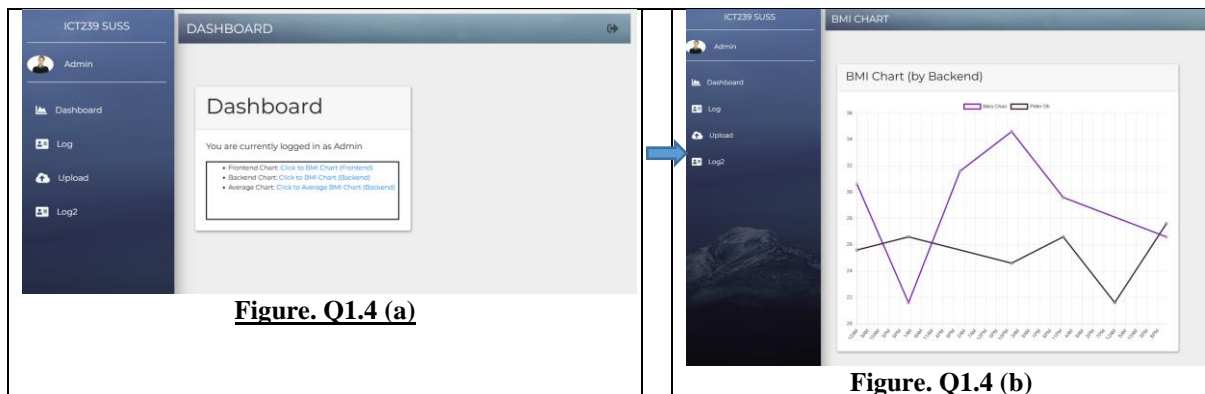 ICT239 SUSS
DASHBOARD
Admin
Dashboard
Log
Upload
Log2
Dashboard
You are currently logged in as Admin
Frontend Chart: Click to BMI Chart (Frontend)
Backend Chart: Click to BMI Chart (Backend)
Average Chart: Click to Average BMI Chart (Backend)
Figure. Q1.4 (a)
ICT239 SUSS
BMI CHART
Admin
Dashboard
Log
Upload
Log2
BMI Chart (by Backend)
Peter Oh
36
34
32
30
28
26
24
22
20
Figure. Q1.4 (b)